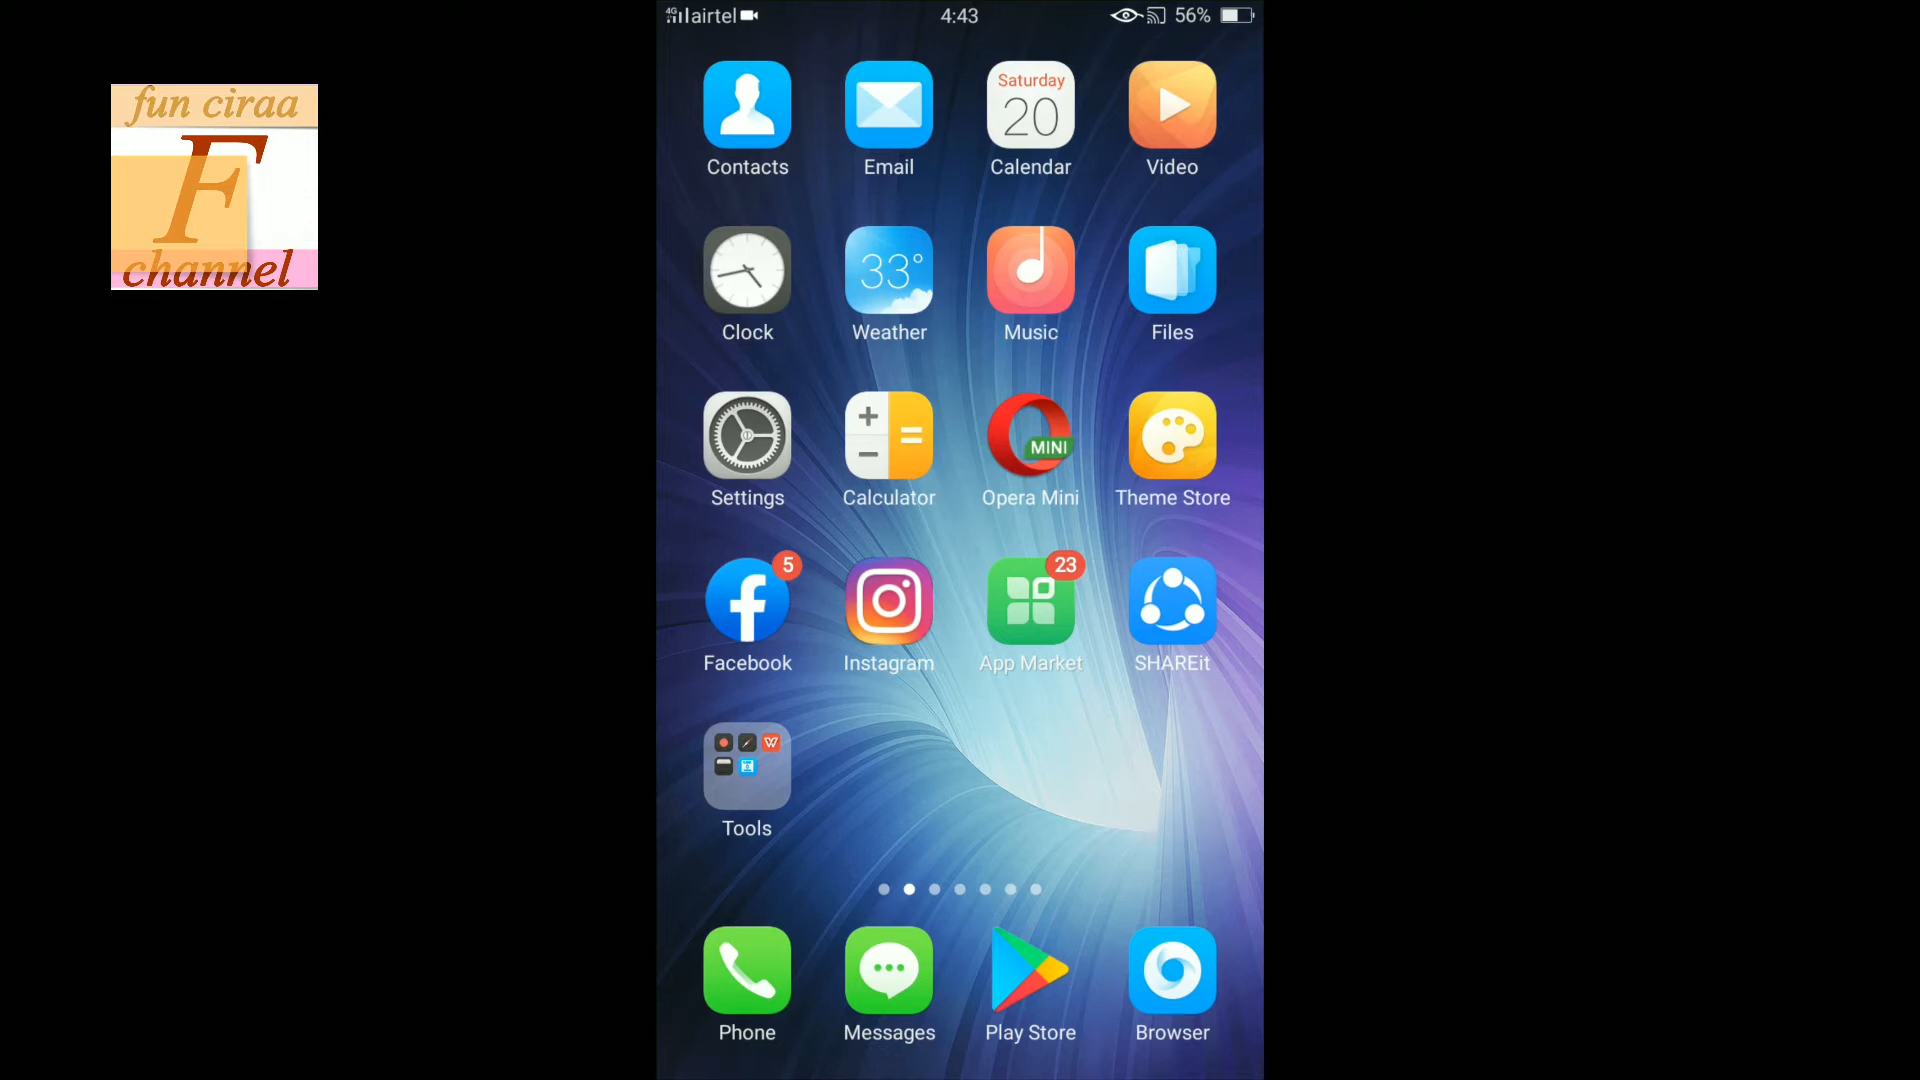 fun ciraa
F
channel
4G airtel 4:43 56%
Saturday
20
Contacts Email Calendar Video
33°
Clock Weather Music Files
MINI
Settings Calculator Opera Mini Theme Store
5 23
Facebook Instagram App Market SHAREit
W
Tools
Phone Messages Play Store Browser